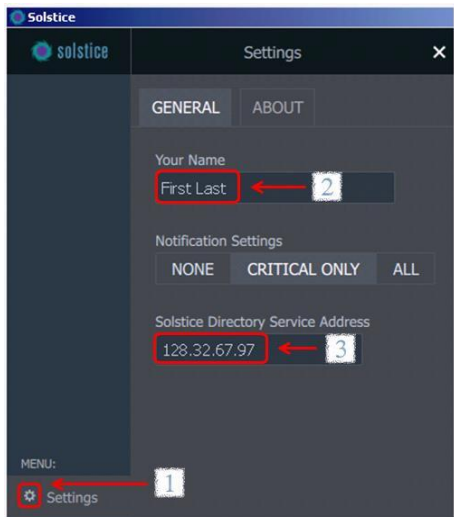 Solstice
solstice
Settings
×
GENERAL
ABOUT
Your Name
First Last
2
Notification Settings
NONE
CRITICAL ONLY
ALL
Solstice Directory Service Address
128.32.67.97
3
MENU:
1
Settings